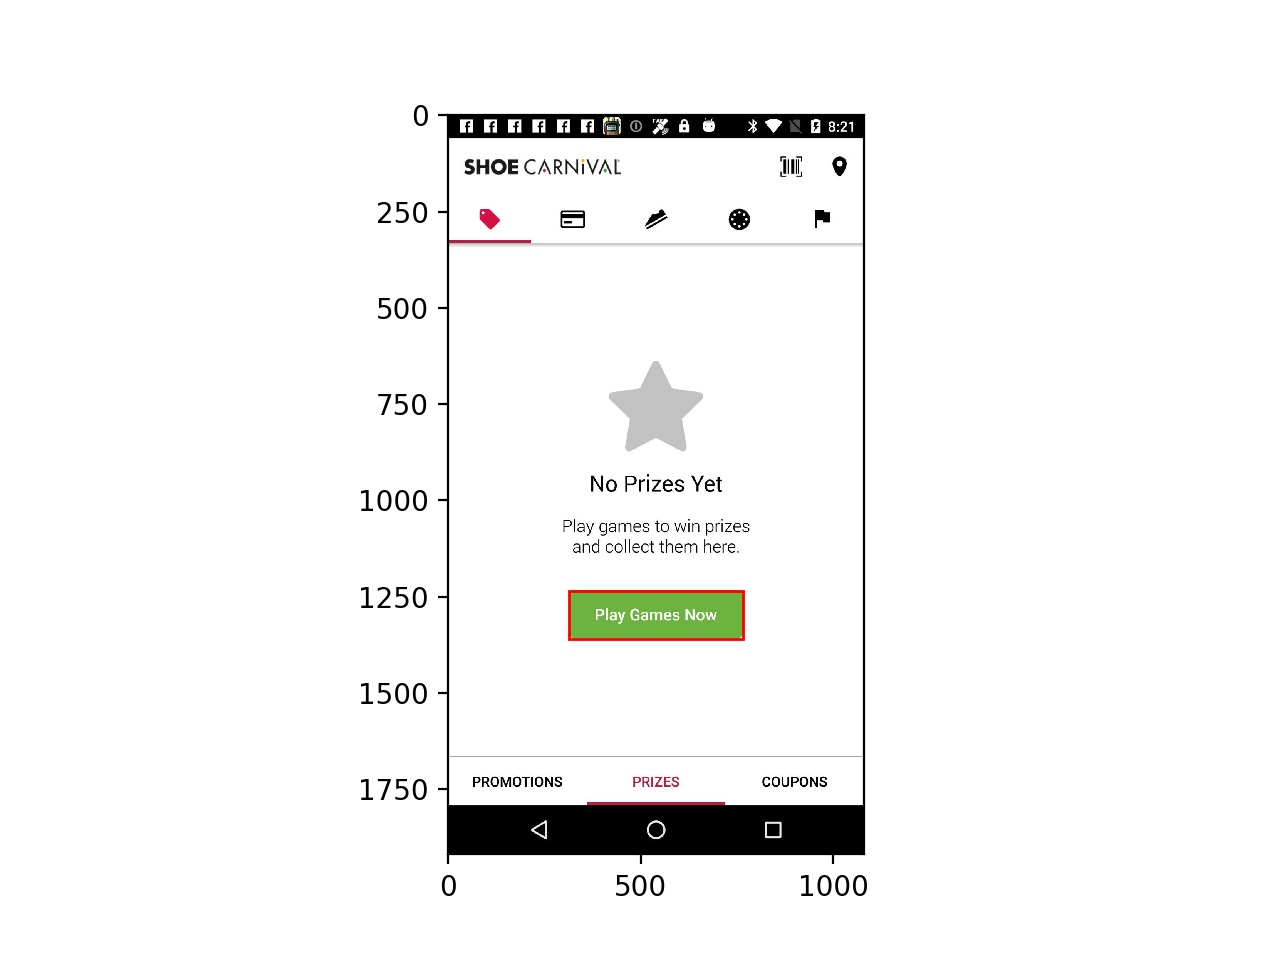 0
250
500
750
1000
1250
1500
1750
8:21
SHOE CARNIVAL
No Prizes Yet
Play games to win prizes
and collect them here.
Play Games Now
PROMOTIONS PRIZES COUPONS
0 500 1000